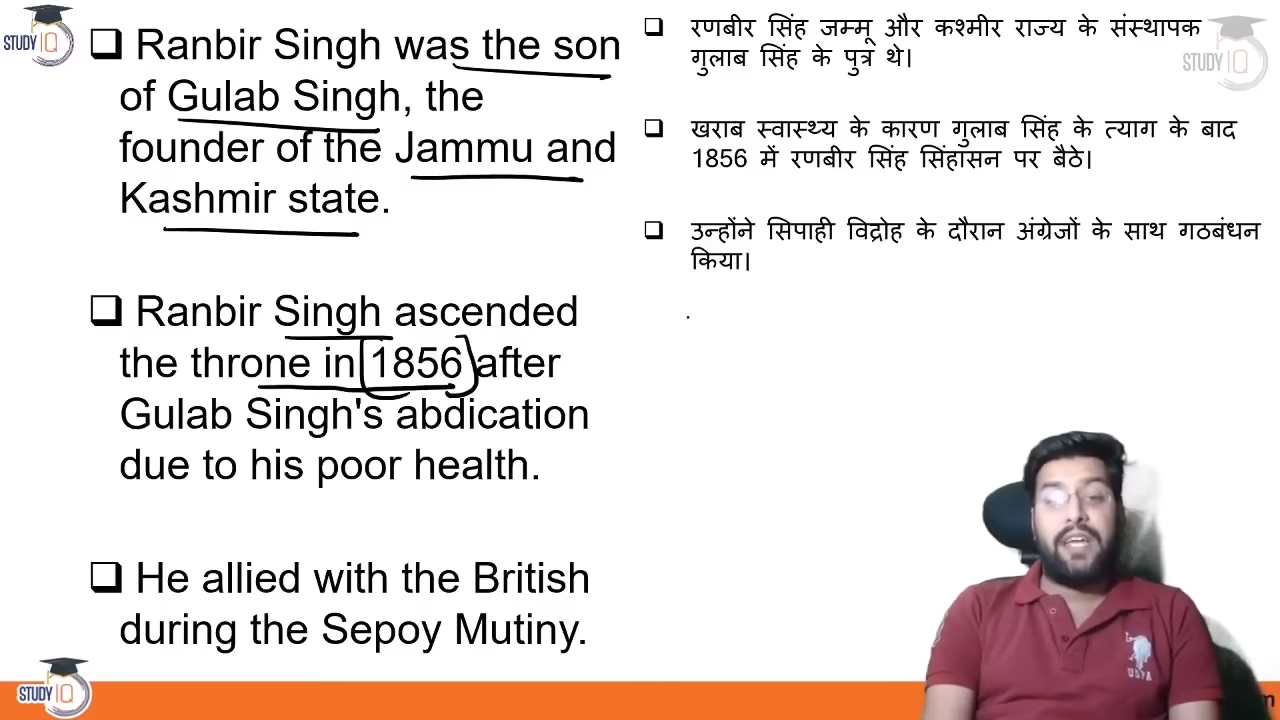 STUDY IQ
❑ Ranbir Singh was the son
of Gulab Singh, the
founder of the Jammu and
Kashmir state.
❑ Ranbir Singh ascended
the throne in 1856 after
Gulab Singh's abdication
due to his poor health.
❑ He allied with the British
during the Sepoy Mutiny.
❑ रणबीर सिंह जम्मू और कश्मीर राज्य के संस्थापक
गुलाब सिंह के पुत्र थे।
❑ खराब स्वास्थ्य के कारण गुलाब सिंह के त्याग के बाद
1856 में रणबीर सिंह सिंहासन पर बैठे।
❑ उन्होंने सिपाही विद्रोह के दौरान अंग्रेजों के साथ गठबंधन
किया।
.
STUDY IQ
USPA
STUDY IQ